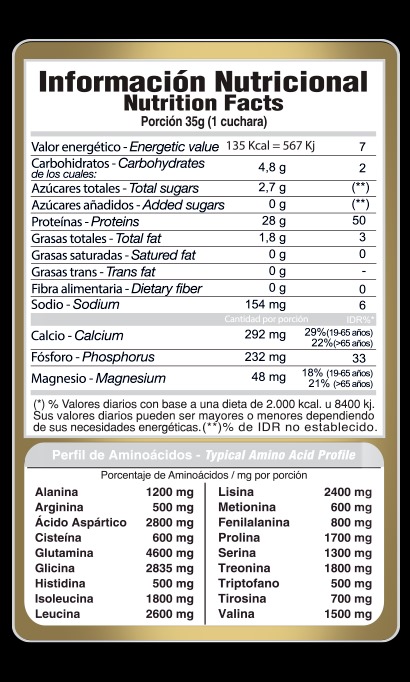 Información Nutricional
Nutrition Facts
Porción 35g (1 cuchara)
Valor energético - Energetic value 135 Kcal = 567 Kj 7
Carbohidratos - Carbohydrates 4,8 g 2
de los cuales:
Azúcares totales - Total sugars 2,7 g (**)
Azúcares añadidos - Added sugars 0 g (**)
Proteínas - Proteins 28 g 50
Grasas totales - Total fat 1,8 g 3
Grasas saturadas - Satured fat 0 g 0
Grasas trans - Trans fat 0 g -
Fibra alimentaria - Dietary fiber 0 g 0
Sodio - Sodium 154 mg 6
Cantidad por porción IDR%*
Calcio - Calcium 292 mg 29%(19-65 años)
22%(>65 años)
Fósforo - Phosphorus 232 mg 33
Magnesio - Magnesium 48 mg 18% (19-65 años)
21% (>65 años)
(*) % Valores diarios con base a una dieta de 2.000 kcal. u 8400 kj.
Sus valores diarios pueden ser mayores o menores dependiendo
de sus necesidades energéticas.(**)% de IDR no establecido.
Perfil de Aminoácidos - Typical Amino Acid Profile
Porcentaje de Aminoácidos / mg por porción
Alanina 1200 mg Lisina 2400 mg
Arginina 500 mg Metionina 600 mg
Ácido Aspártico 2800 mg Fenilalanina 800 mg
Cisteína 600 mg Prolina 1700 mg
Glutamina 4600 mg Serina 1300 mg
Glicina 2835 mg Treonina 1800 mg
Histidina 500 mg Triptofano 500 mg
Isoleucina 1800 mg Tirosina 700 mg
Leucina 2600 mg Valina 1500 mg